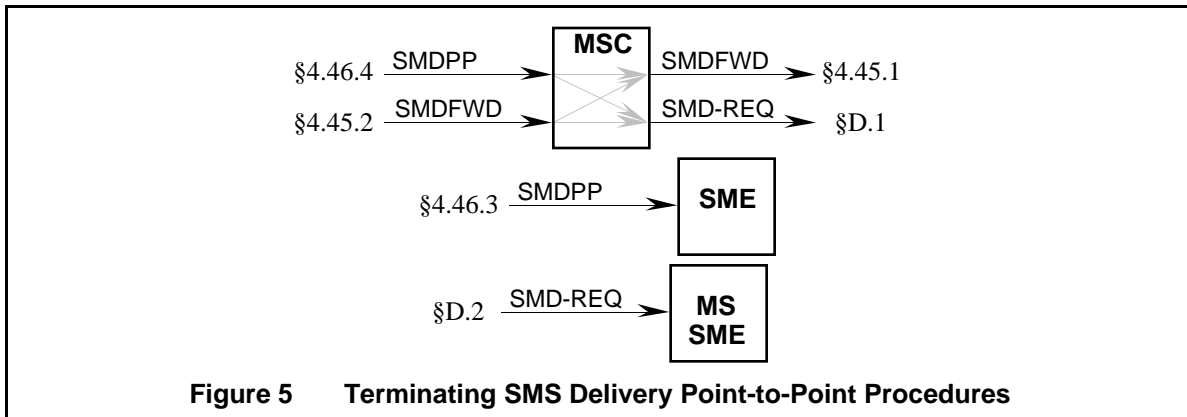 MSC
§4.46.4 SMDPP SMDFWD §4.45.1
§4.45.2 SMDFWD SMD-REQ §D.1
§4.46.3 SMDPP SME
§D.2 SMD-REQ MS
SME
Figure 5 Terminating SMS Delivery Point-to-Point Procedures